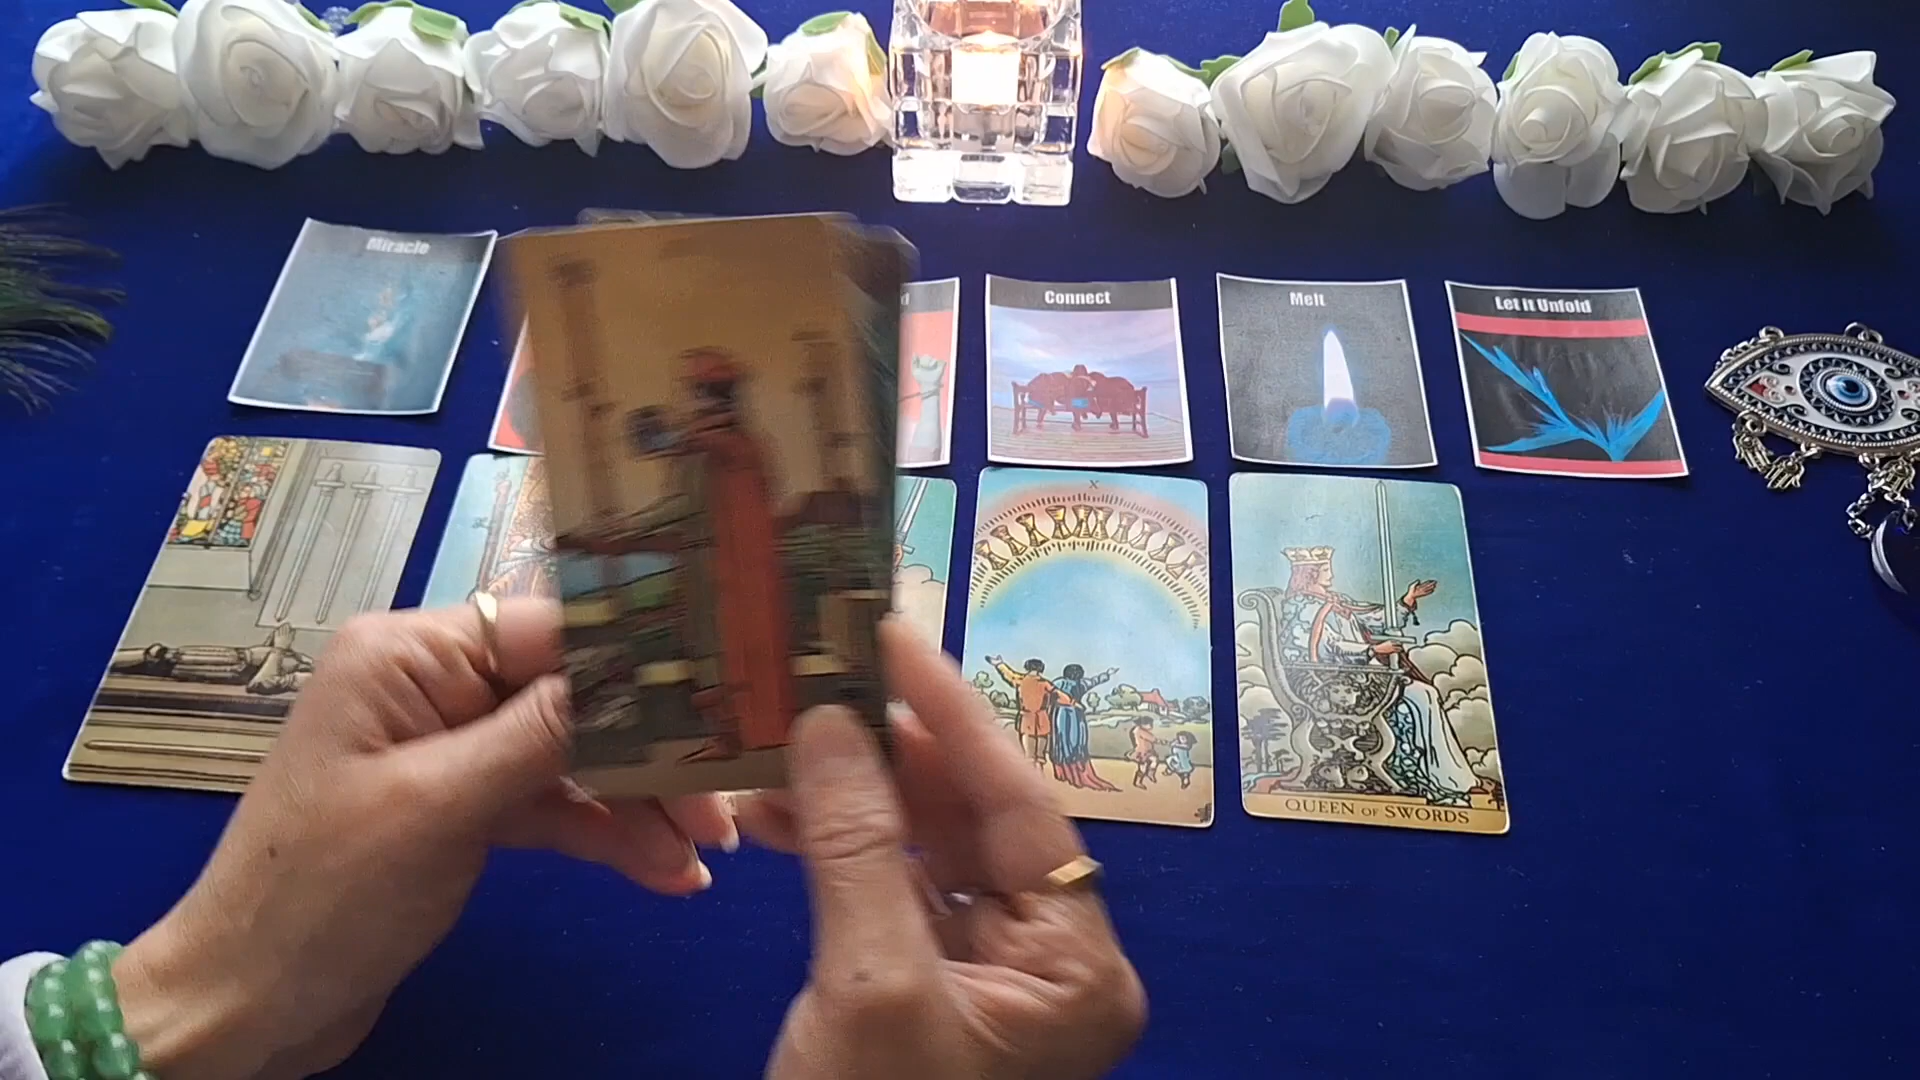 Miracle
Connect
Melt
Let it Unfold
X
QUEEN OF SWORDS